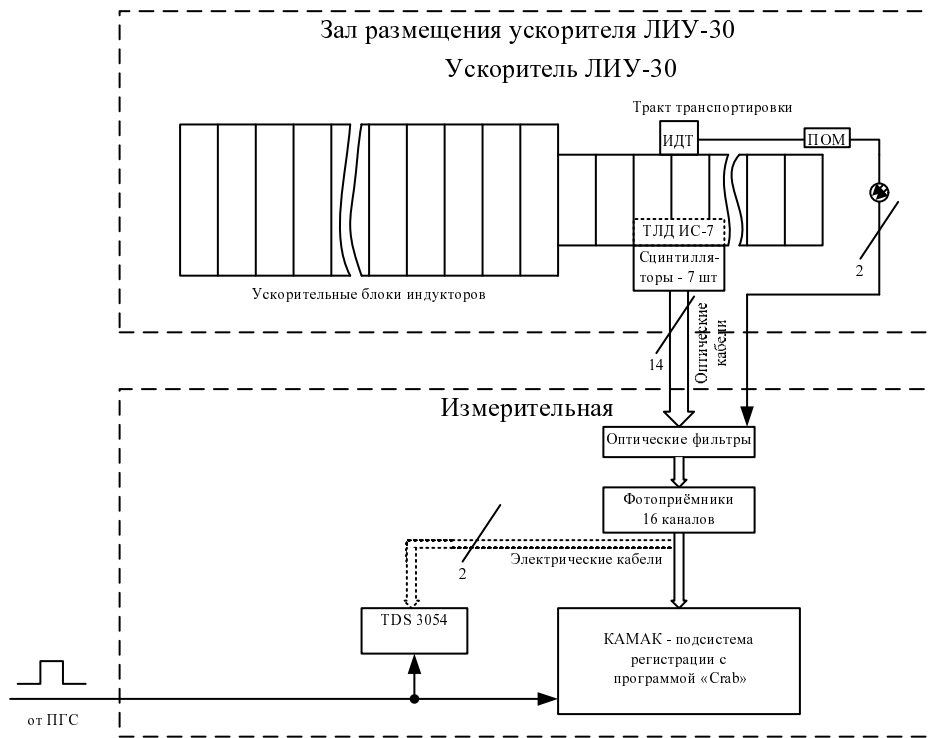 Зал размещения ускорителя ЛИУ-30
Ускоритель ЛИУ-30
Тракт транспортировки
ИДТ
ПОМ
ТЛД ИС-7
Сцинтилля-
торы - 7 шт
2
Ускорительные блоки индукторов
14
Оптические
кабели
Измерительная
Оптические фильтры
Фотоприёмники
16 каналов
2
Электрические кабели
TDS 3054
КАМАК - подсистема
регистрации с
программой «Crab»
от ПГС